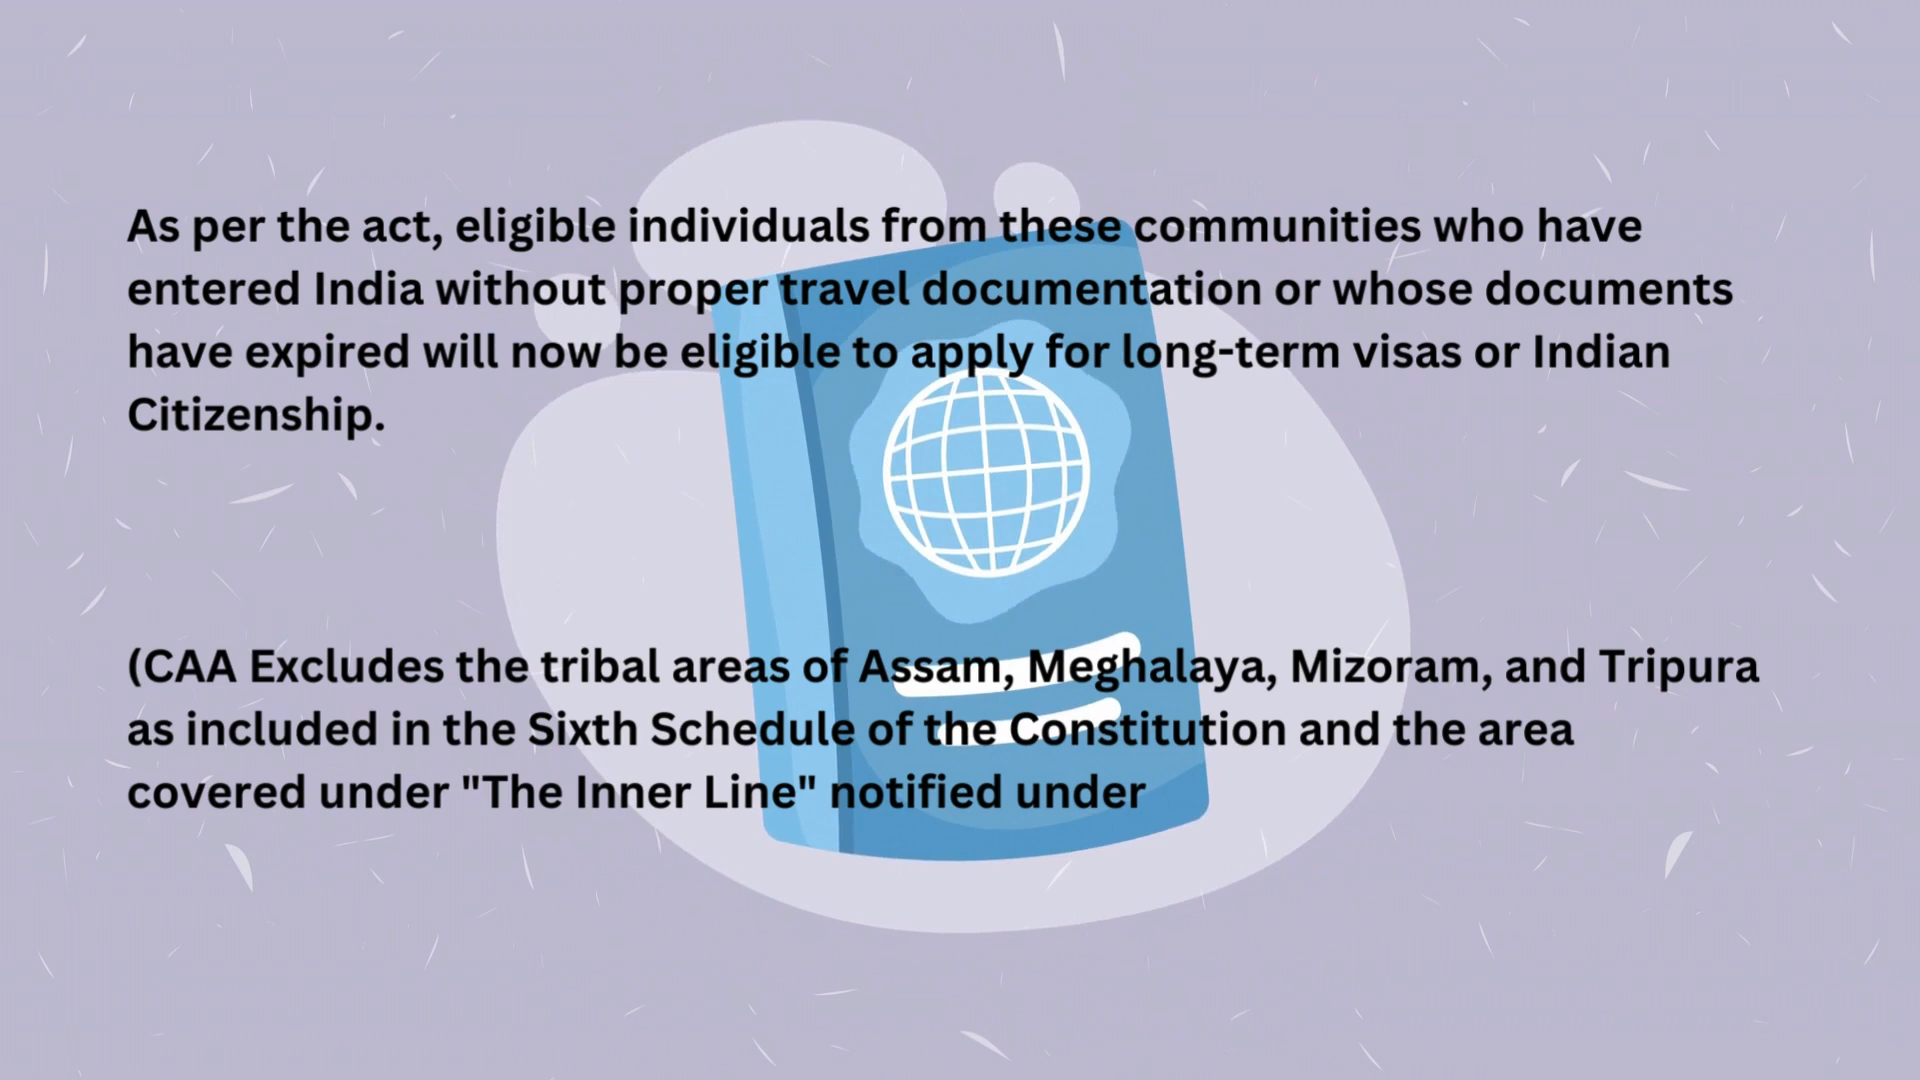 As per the act, eligible individuals from these communities who have
entered India without proper travel documentation or whose documents
have expired will now be eligible to apply for long-term visas or Indian
Citizenship.
(CAA Excludes the tribal areas of Assam, Meghalaya, Mizoram, and Tripura
as included in the Sixth Schedule of the Constitution and the area
covered under "The Inner Line" notified under